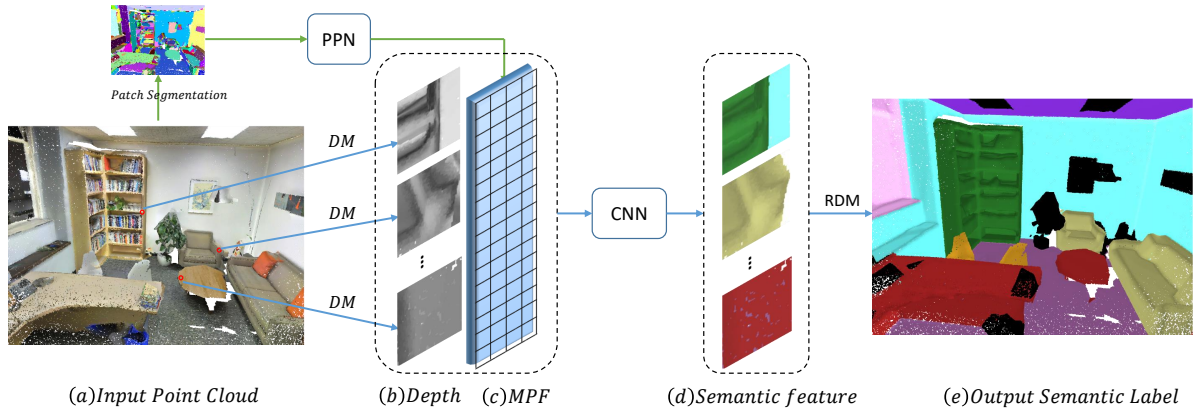 PPN
Patch Segmentation
DM
DM
DM
CNN
RDM
(a)Input Point Cloud
(b)Depth
(c)MPF
(d)Semantic feature
(e)Output Semantic Label